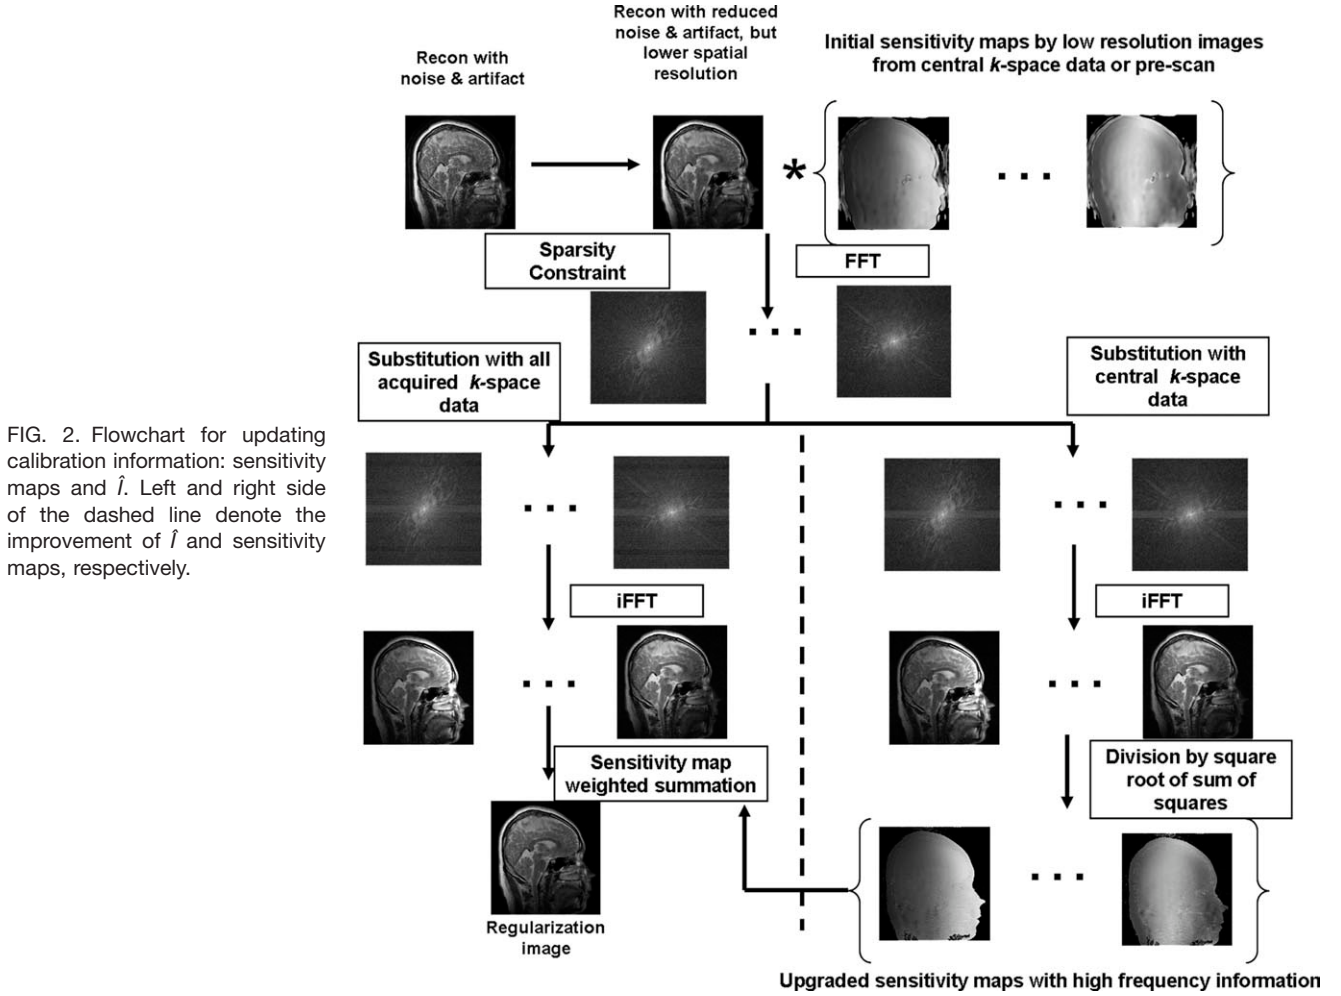 Recon with
noise & artifact
Recon with reduced
noise & artifact, but
lower spatial
resolution
Initial sensitivity maps by low resolution images
from central k-space data or pre-scan
*
Sparsity
Constraint
FFT
Substitution with all
acquired k-space
data
Substitution with
central k-space
data
FIG. 2. Flowchart for updating
calibration information: sensitivity
maps and Î. Left and right side
of the dashed line denote the
improvement of Î and sensitivity
maps, respectively.
iFFT
iFFT
Sensitivity map
weighted summation
Division by square
root of sum of
squares
Regularization
image
Upgraded sensitivity maps with high frequency information